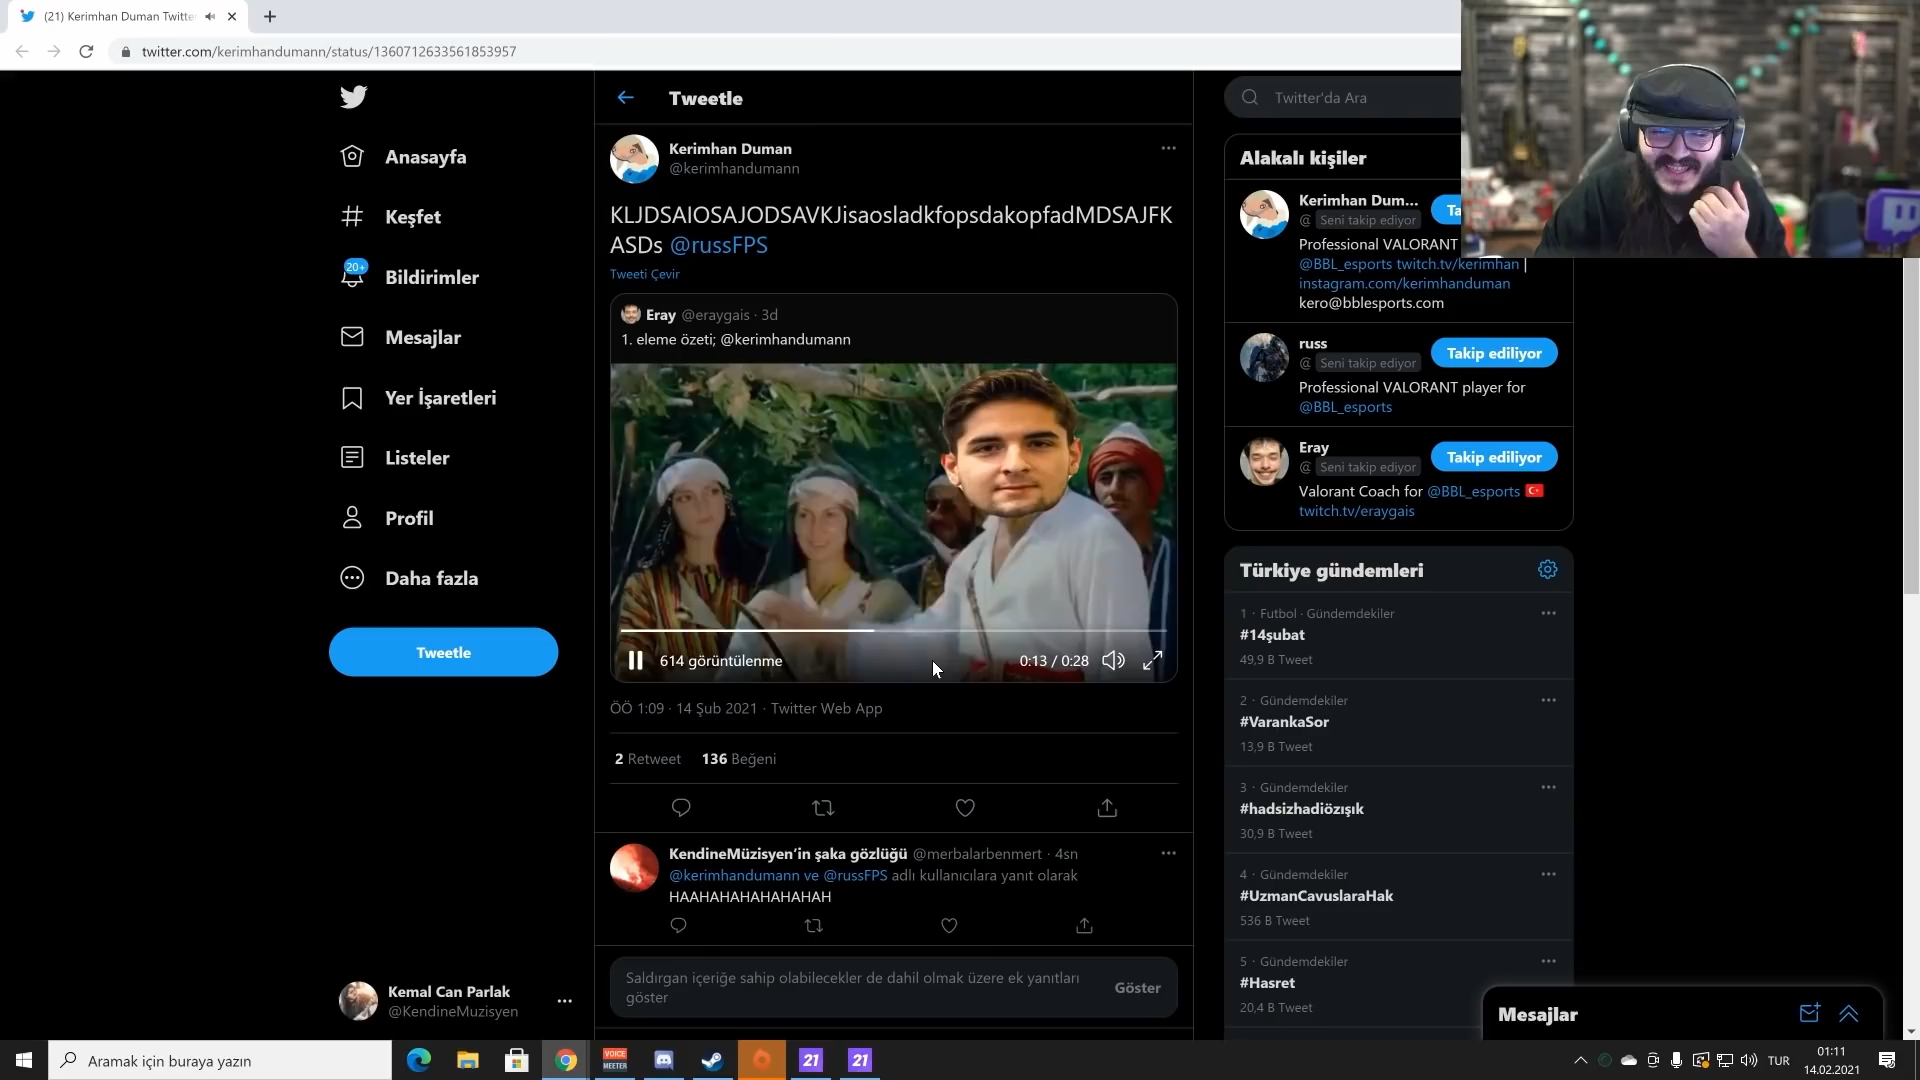 (21) Kerimhan Duman Twitte
twitter.com/kerimhandumann/status/1360712633561853957
Anasayfa
Keşfet
20+
Bildirimler
Mesajlar
Yer İşaretleri
Listeler
Profil
Daha fazla
Tweetle
Kemal Can Parlak
@KendineMuzisyen
Tweetle
Kerimhan Duman
@kerimhandumann
KLJDSAIOSAJODSAVKJisaosladkfopsdakopfadMDSAJFK
ASDs @russFPS
Tweeti Çevir
Eray @eraygais · 3d
1. eleme özeti; @kerimhandumann
614 görüntülenme
0:13 / 0:28
ÖÖ 1:09 · 14 Şub 2021 · Twitter Web App
2 Retweet 136 Beğeni
KendineMüzisyen'in şaka gözlüğü @merbalarbenmert · 4sn
@kerimhandumann ve @russFPS adlı kullanıcılara yanıt olarak
HAAHAHAHAHAHAHAH
Saldırgan içeriğe sahip olabilecekler de dahil olmak üzere ek yanıtları
göster
Göster
Twitter'da Ara
Alakalı kişiler
Kerimhan Dum...
Ta
@ Seni takip ediyor
Professional VALORANT
@BBL_esports twitch.tv/kerimhan |
instagram.com/kerimhanduman
kero@bblesports.com
russ
@ Seni takip ediyor
Takip ediliyor
Professional VALORANT player for
@BBL_esports
Eray
@ Seni takip ediyor
Takip ediliyor
Valorant Coach for @BBL_esports
twitch.tv/eraygais
Türkiye gündemleri
1 · Futbol · Gündemdekiler
#14şubat
49,9 B Tweet
2 · Gündemdekiler
#VarankaSor
13,9 B Tweet
3 · Gündemdekiler
#hadsizhadiözışık
30,9 B Tweet
4 · Gündemdekiler
#UzmanCavuslaraHak
536 B Tweet
5 · Gündemdekiler
#Hasret
20,4 B Tweet
Mesajlar
Aramak için buraya yazın
VOICE
MEETER
21
21
TUR
01:11
14.02.2021